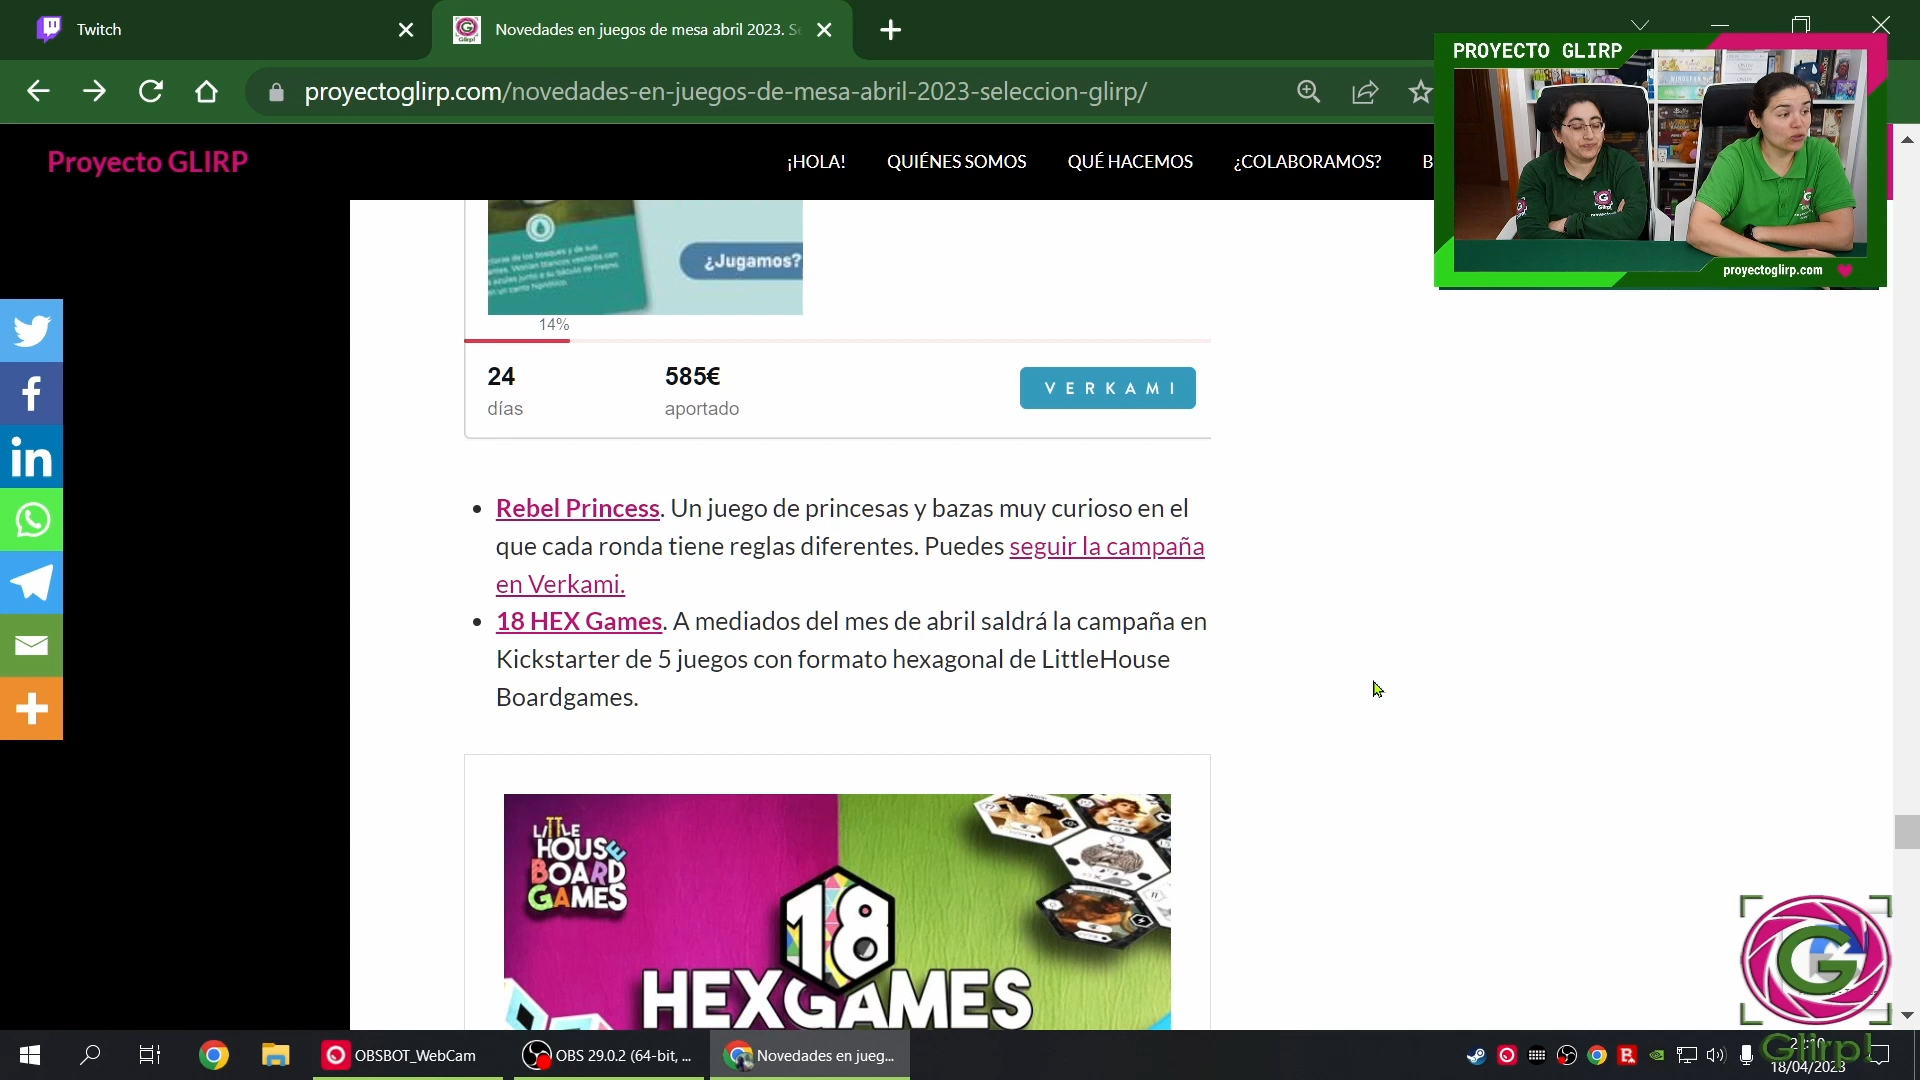 Twitch
Novedades en juegos de mesa abril 2023. Se
proyectoglirp.com/novedades-en-juegos-de-mesa-abril-2023-seleccion-glirp/
PROYECTO GLIRP
proyectoglirp.com
Proyecto GLIRP
¡HOLA!
QUIÉNES SOMOS
QUÉ HACEMOS
¿COLABORAMOS?
B
¿Jugamos?
14%
24
585€
días
aportado
VERKAMI
• Rebel Princess. Un juego de princesas y bazas muy curioso en el
que cada ronda tiene reglas diferentes. Puedes seguir la campaña
en Verkami.
• 18 HEX Games. A mediados del mes de abril saldrá la campaña en
Kickstarter de 5 juegos con formato hexagonal de LittleHouse
Boardgames.
LITTLE
HOUSE
BOARD
GAMES
18
HEXGAMES
G
Glirp!
OBSBOT_WebCam
OBS 29.0.2 (64-bit, ...
Novedades en jueg...
18/04/2023